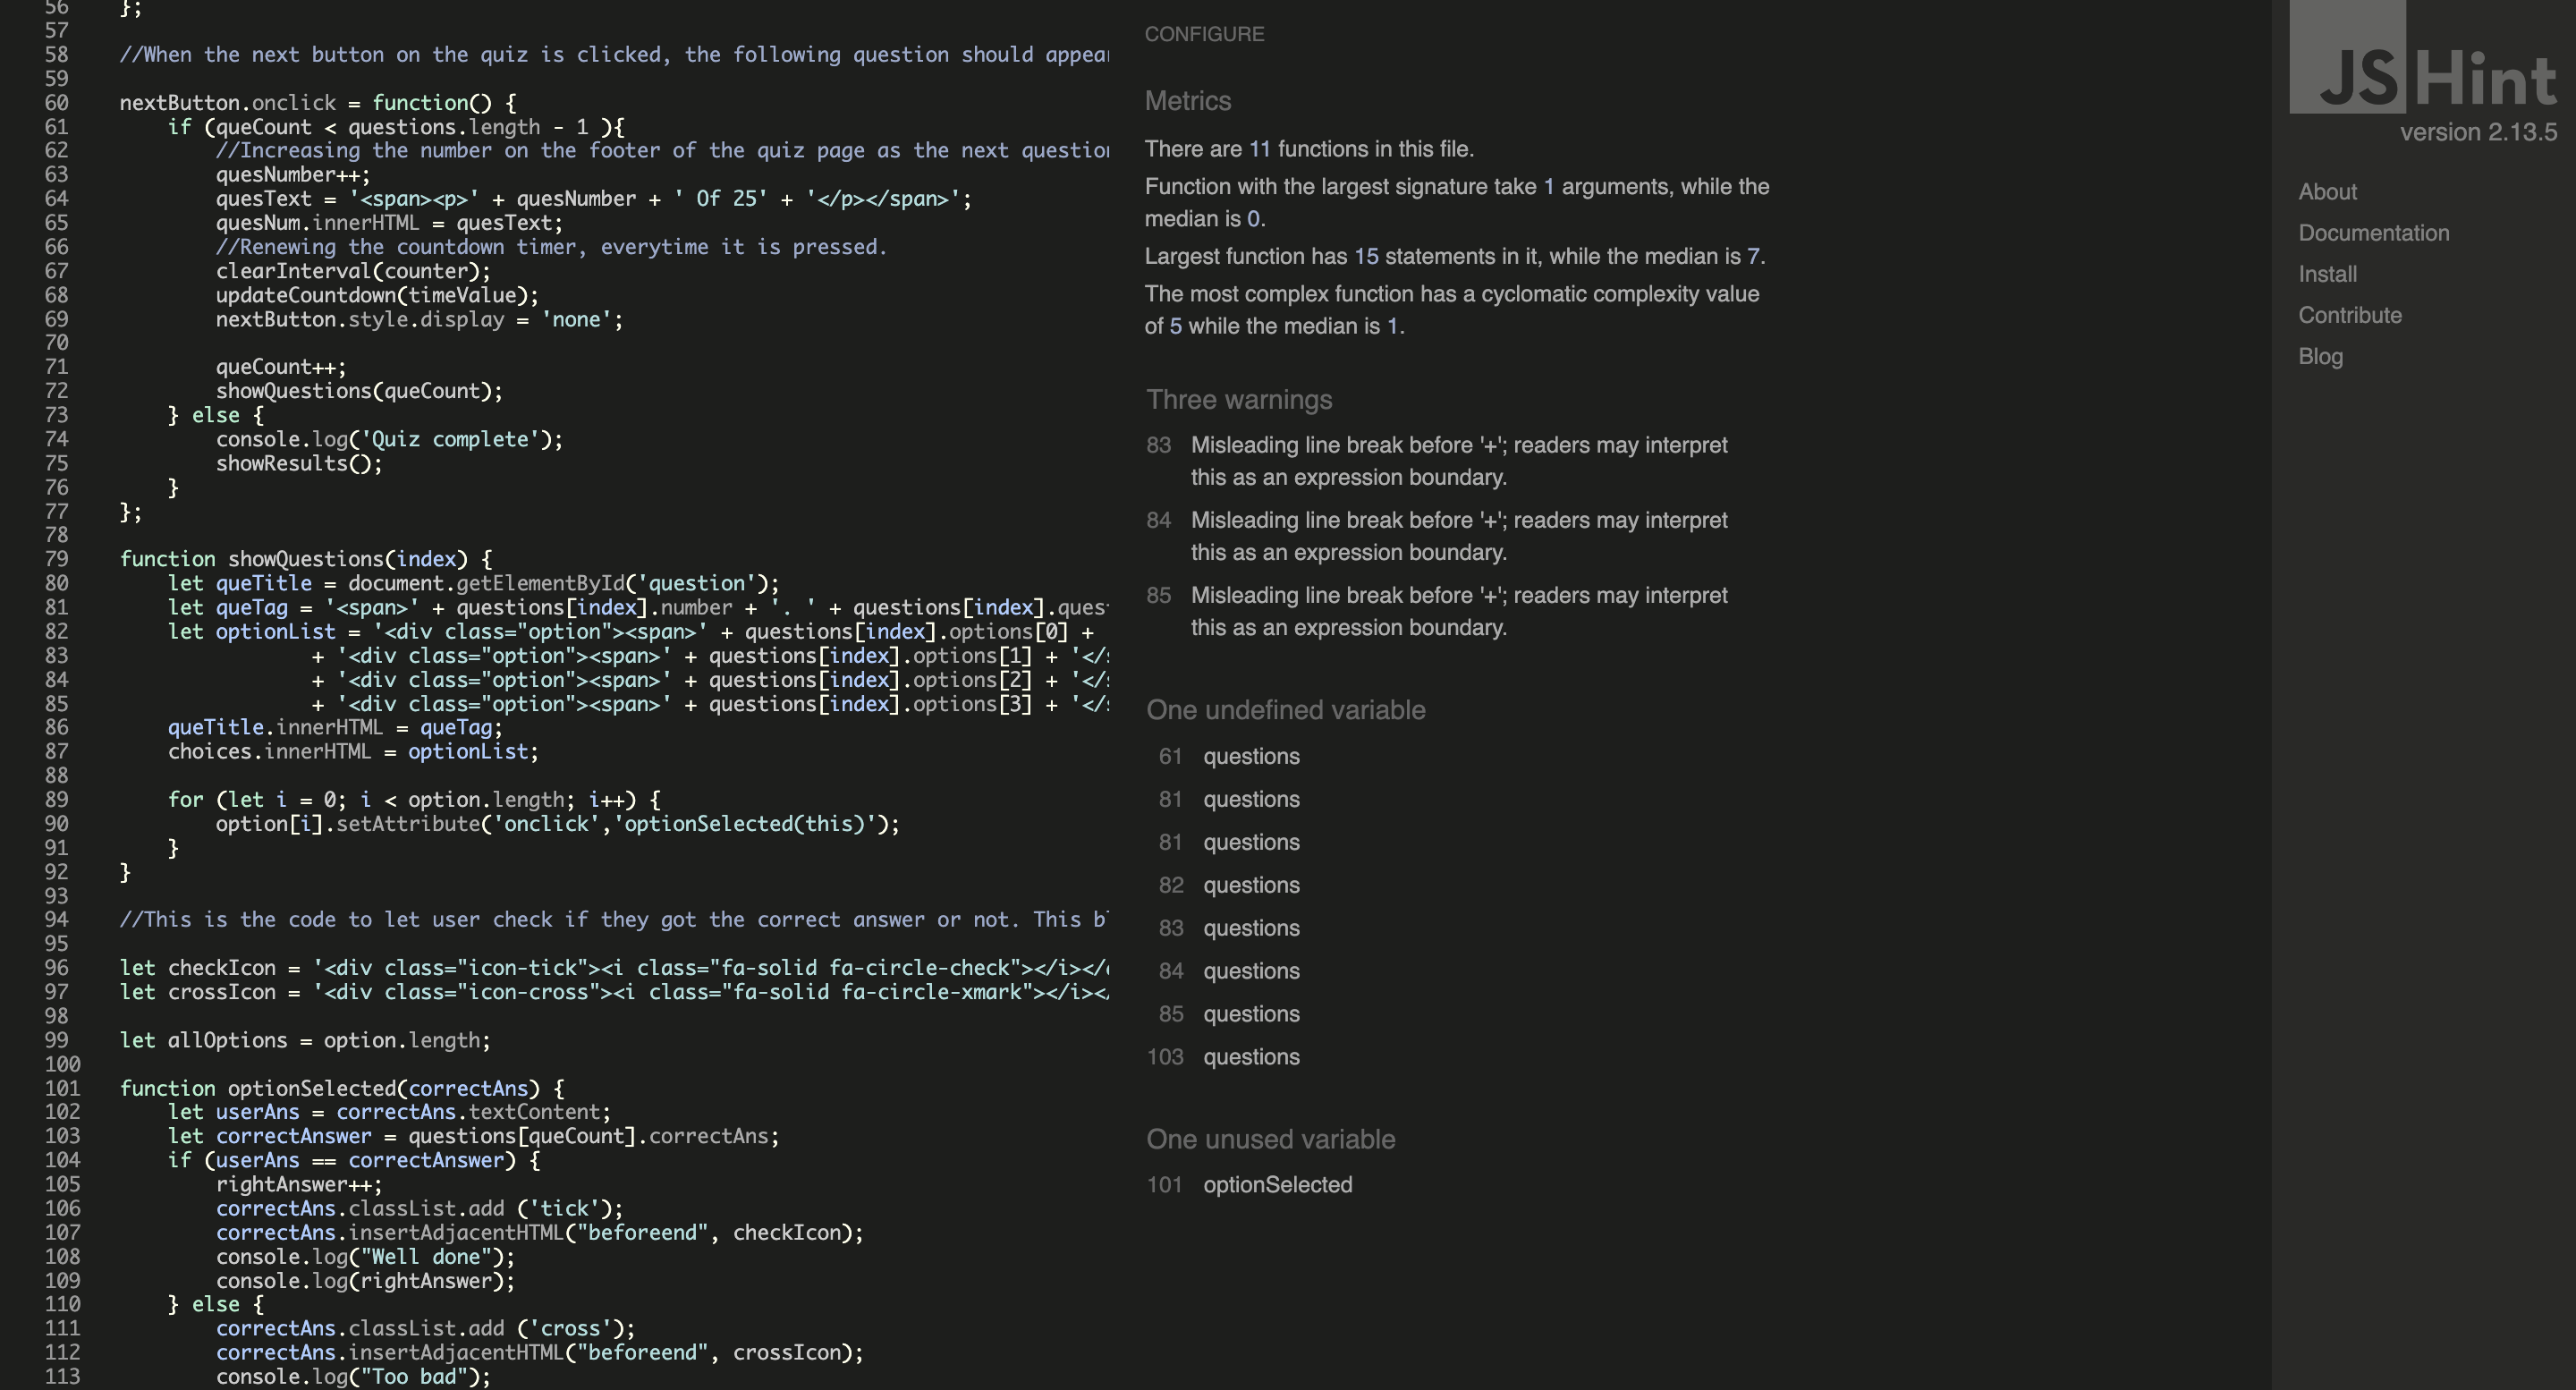 56 };
57
58 //When the next button on the quiz is clicked, the following question should appear
59
60 nextButton.onclick = function() {
61 if (queCount < questions.length - 1 ){
62 //Increasing the number on the footer of the quiz page as the next question
63 quesNumber++;
64 quesText = '<span><p>' + quesNumber + ' Of 25' + '</p></span>';
65 quesNum.innerHTML = quesText;
66 //Renewing the countdown timer, everytime it is pressed.
67 clearInterval(counter);
68 updateCountdown(timeValue);
69 nextButton.style.display = 'none';
70
71 queCount++;
72 showQuestions(queCount);
73 } else {
74 console.log('Quiz complete');
75 showResults();
76 }
77 };
78
79 function showQuestions(index) {
80 let queTitle = document.getElementById('question');
81 let queTag = '<span>' + questions[index].number + '. ' + questions[index].ques
82 let optionList = '<div class="option"><span>' + questions[index].options[0] +
83 + '<div class="option"><span>' + questions[index].options[1] + '</s
84 + '<div class="option"><span>' + questions[index].options[2] + '</s
85 + '<div class="option"><span>' + questions[index].options[3] + '</s
86 queTitle.innerHTML = queTag;
87 choices.innerHTML = optionList;
88
89 for (let i = 0; i < option.length; i++) {
90 option[i].setAttribute('onclick','optionSelected(this)');
91 }
92 }
93
94 //This is the code to let user check if they got the correct answer or not. This bl
95
96 let checkIcon = '<div class="icon-tick"><i class="fa-solid fa-circle-check"></i></
97 let crossIcon = '<div class="icon-cross"><i class="fa-solid fa-circle-xmark"></i></
98
99 let allOptions = option.length;
100
101 function optionSelected(correctAns) {
102 let userAns = correctAns.textContent;
103 let correctAnswer = questions[queCount].correctAns;
104 if (userAns == correctAnswer) {
105 rightAnswer++;
106 correctAns.classList.add ('tick');
107 correctAns.insertAdjacentHTML("beforeend", checkIcon);
108 console.log("Well done");
109 console.log(rightAnswer);
110 } else {
111 correctAns.classList.add ('cross');
112 correctAns.insertAdjacentHTML("beforeend", crossIcon);
113 console.log("Too bad");
CONFIGURE
Metrics
There are 11 functions in this file.
Function with the largest signature take 1 arguments, while the
median is 0.
Largest function has 15 statements in it, while the median is 7.
The most complex function has a cyclomatic complexity value
of 5 while the median is 1.
Three warnings
83 Misleading line break before '+'; readers may interpret
this as an expression boundary.
84 Misleading line break before '+'; readers may interpret
this as an expression boundary.
85 Misleading line break before '+'; readers may interpret
this as an expression boundary.
One undefined variable
61 questions
81 questions
81 questions
82 questions
83 questions
84 questions
85 questions
103 questions
One unused variable
101 optionSelected
JSHint
version 2.13.5
About
Documentation
Install
Contribute
Blog